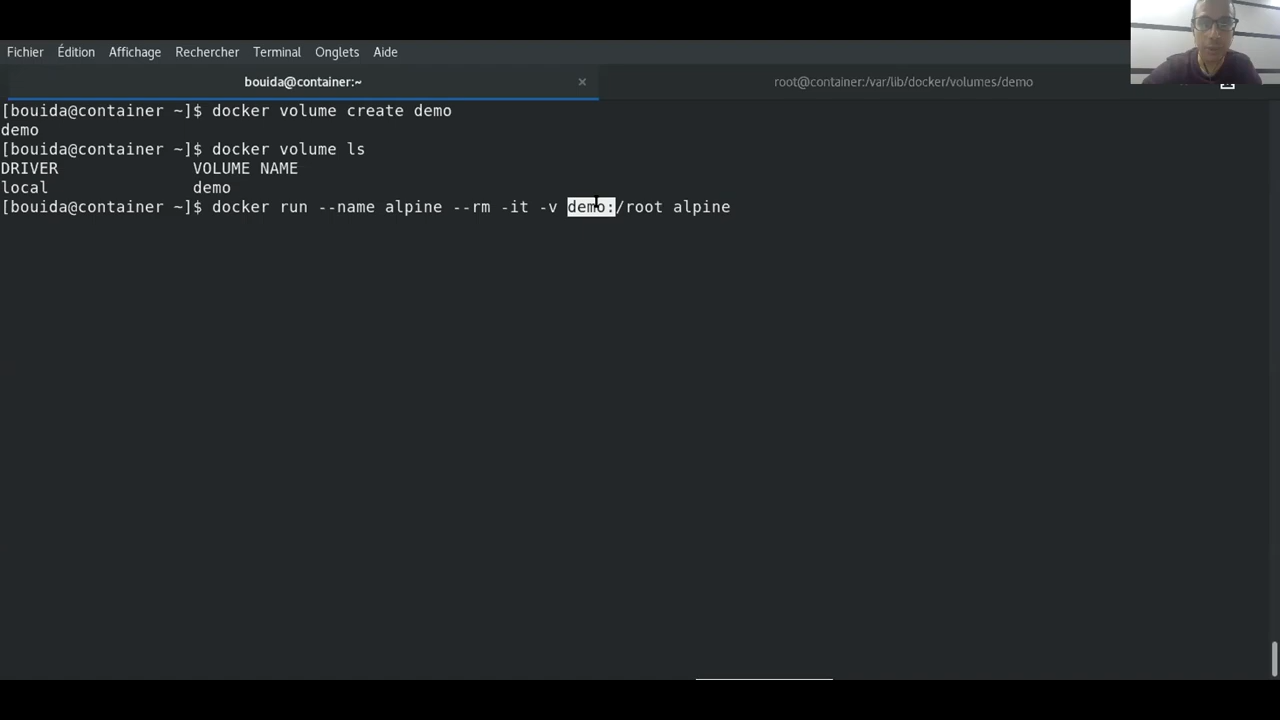 Fichier Édition Affichage Rechercher Terminal Onglets Aide
bouida@container:~ × root@container:/var/lib/docker/volumes/demo
[bouida@container ~]$ docker volume create demo
demo
[bouida@container ~]$ docker volume ls
DRIVER VOLUME NAME
local demo
[bouida@container ~]$ docker run --name alpine --rm -it -v demo:/root alpine